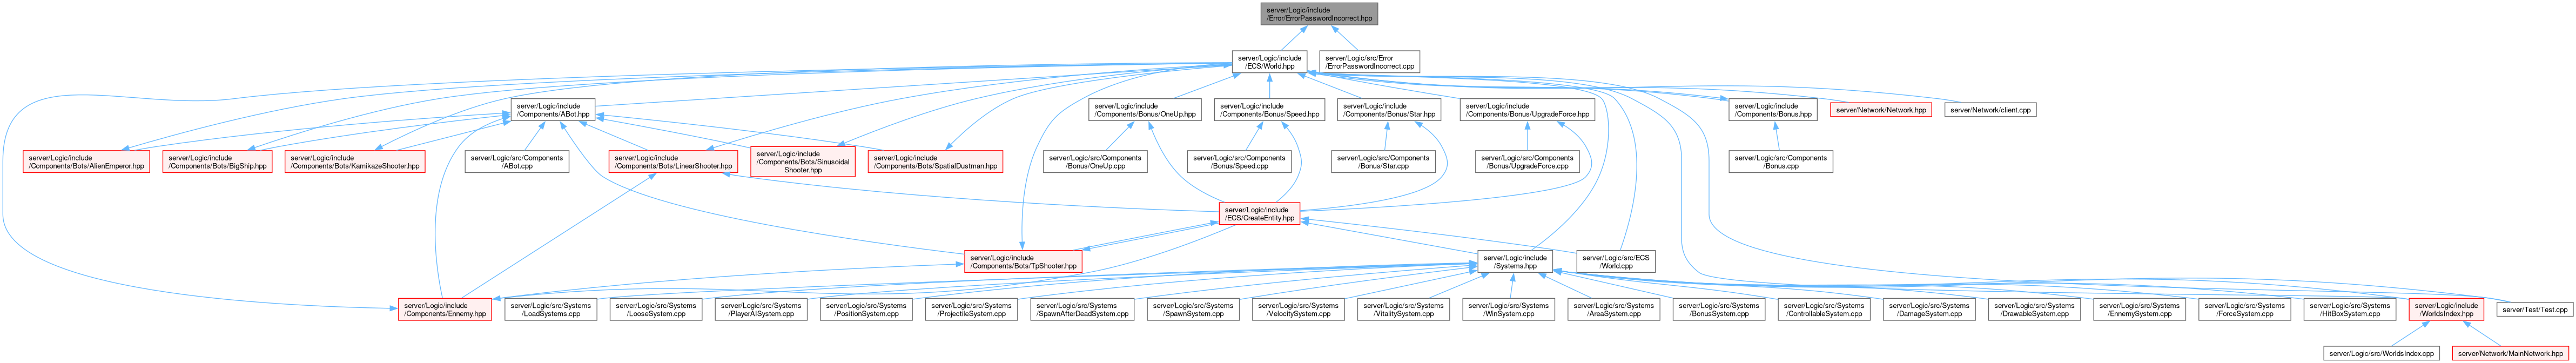 server/Logic/include
/Error/ErrorPasswordIncorrect.hpp
server/Logic/include
/ECS/World.hpp
server/Logic/src/Error
/ErrorPasswordIncorrect.cpp
server/Logic/include
/Components/ABot.hpp
server/Logic/include
/Components/Bonus/OneUp.hpp
server/Logic/include
/Components/Bonus/Speed.hpp
server/Logic/include
/Components/Bonus/Star.hpp
server/Logic/include
/Components/Bonus/UpgradeForce.hpp
server/Logic/include
/Components/Bonus.hpp
server/Network/Network.hpp
server/Network/client.cpp
server/Logic/include
/Components/Bots/AlienEmperor.hpp
server/Logic/include
/Components/Bots/BigShip.hpp
server/Logic/include
/Components/Bots/KamikazeShooter.hpp
server/Logic/src/Components
/ABot.cpp
server/Logic/include
/Components/Bots/LinearShooter.hpp
server/Logic/include
/Components/Bots/Sinusoidal
Shooter.hpp
server/Logic/include
/Components/Bots/SpatialDustman.hpp
server/Logic/src/Components
/Bonus/OneUp.cpp
server/Logic/src/Components
/Bonus/Speed.cpp
server/Logic/src/Components
/Bonus/Star.cpp
server/Logic/src/Components
/Bonus/UpgradeForce.cpp
server/Logic/src/Components
/Bonus.cpp
server/Logic/include
/ECS/CreateEntity.hpp
server/Logic/include
/Components/Bots/TpShooter.hpp
server/Logic/include
/Systems.hpp
server/Logic/src/ECS
/World.cpp
server/Logic/include
/Components/Ennemy.hpp
server/Logic/src/Systems
/LoadSystems.cpp
server/Logic/src/Systems
/LooseSystem.cpp
server/Logic/src/Systems
/PlayerAISystem.cpp
server/Logic/src/Systems
/PositionSystem.cpp
server/Logic/src/Systems
/ProjectileSystem.cpp
server/Logic/src/Systems
/SpawnAfterDeadSystem.cpp
server/Logic/src/Systems
/SpawnSystem.cpp
server/Logic/src/Systems
/VelocitySystem.cpp
server/Logic/src/Systems
/VitalitySystem.cpp
server/Logic/src/Systems
/WinSystem.cpp
server/Logic/src/Systems
/AreaSystem.cpp
server/Logic/src/Systems
/BonusSystem.cpp
server/Logic/src/Systems
/ControllableSystem.cpp
server/Logic/src/Systems
/DamageSystem.cpp
server/Logic/src/Systems
/DrawableSystem.cpp
server/Logic/src/Systems
/EnnemySystem.cpp
server/Logic/src/Systems
/ForceSystem.cpp
server/Logic/src/Systems
/HitBoxSystem.cpp
server/Logic/include
/WorldsIndex.hpp
server/Test/Test.cpp
server/Logic/src/WorldsIndex.cpp
server/Network/MainNetwork.hpp